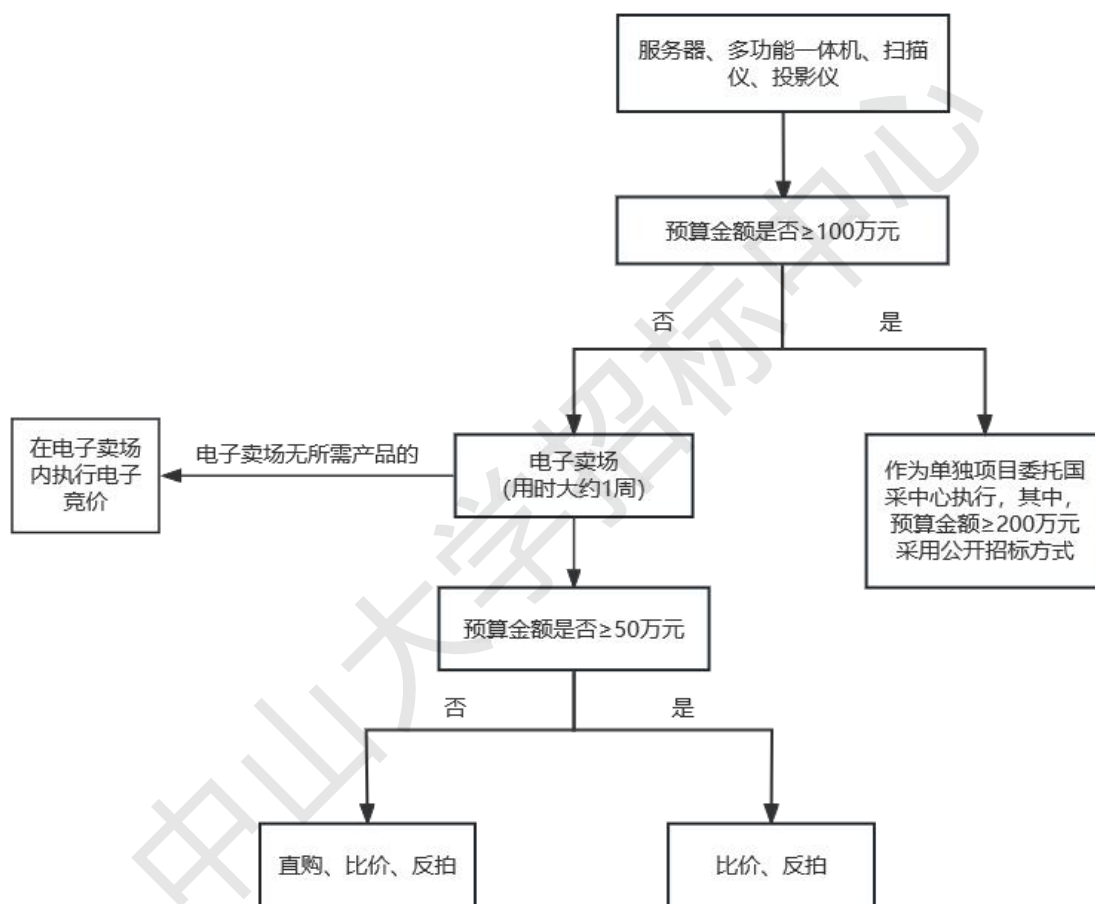 服务器、多功能一体机、扫描
仪、投影仪
预算金额是否≥100万元
否
是
在电子卖场
内执行电子
竞价
电子卖场无所需产品的
电子卖场
(用时大约1周)
作为单独项目委托国
采中心执行，其中，
预算金额≥200万元
采用公开招标方式
预算金额是否≥50万元
否
是
直购、比价、反拍
比价、反拍
中山大学招标中心